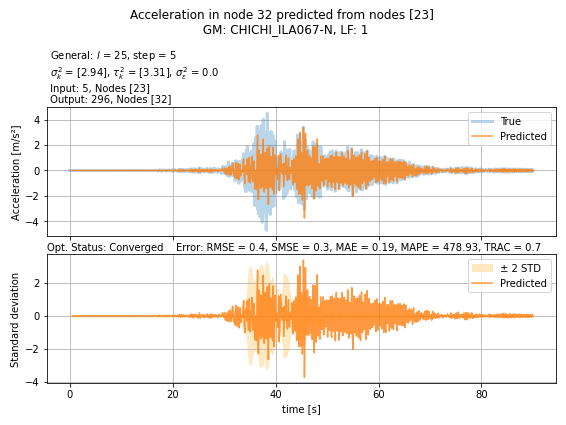 Acceleration in node 32 predicted from nodes [23]
GM: CHICHI_ILA067-N, LF: 1
General: l = 25, step = 5
σ²ₖ = [2.94], τ²ₖ = [3.31], σ²ε = 0.0
Input: 5, Nodes [23]
Output: 296, Nodes [32]
Acceleration [m/s²]
4
2
0
−2
−4
True
Predicted
Opt. Status: Converged Error: RMSE = 0.4, SMSE = 0.3, MAE = 0.19, MAPE = 478.93, TRAC = 0.7
Standard deviation
2
0
−2
−4
± 2 STD
Predicted
0 20 40 60 80
time [s]